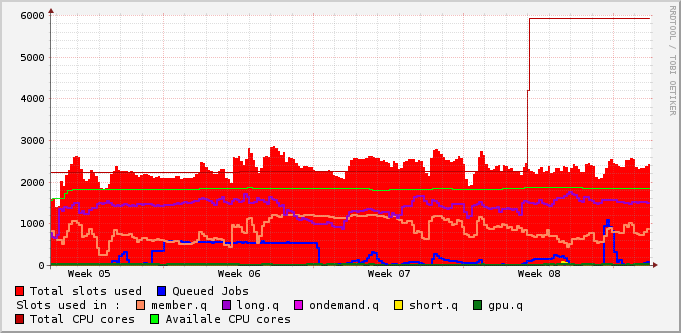 6000
5000
4000
3000
2000
1000
0
Week 05 Week 06 Week 07 Week 08
Total slots used Queued Jobs
Slots used in : member.q long.q ondemand.q short.q gpu.q
Total CPU cores Availale CPU cores
RRDTOOL / TOBI OETIKER